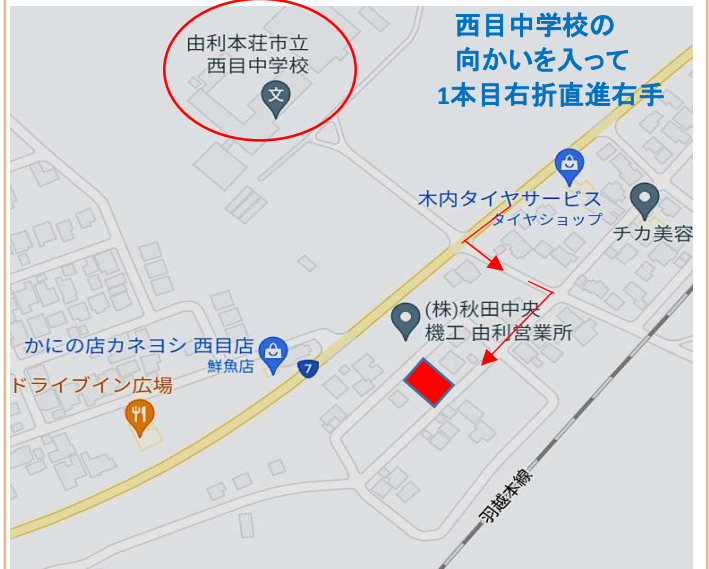 西目中学校の
向かいを入って
1本目右折直進右手
由利本荘市立
西目中学校
文
木内タイヤサービス
タイヤショップ
チカ美容
(株)秋田中央
機工 由利営業所
かにの店カネヨシ 西目店
鮮魚店
7
ドライブイン広場
羽越本線